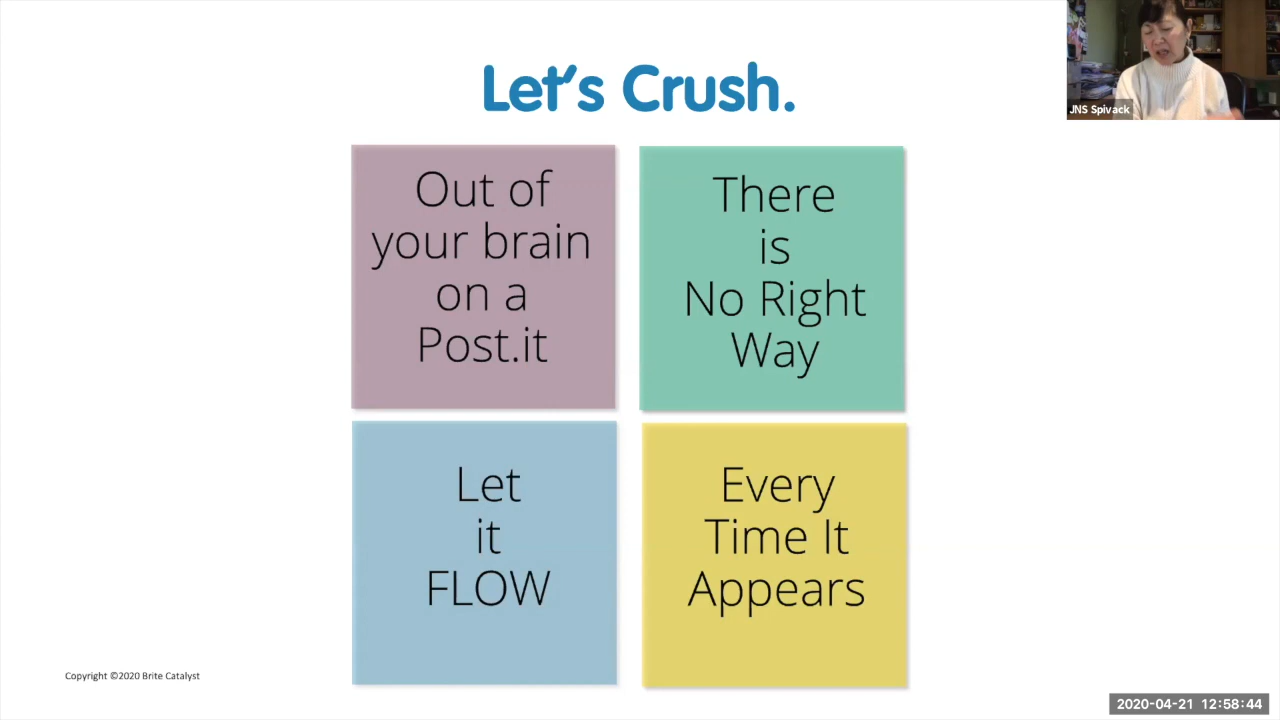 Let's Crush.
JNS Spivack
Out of
your brain
on a
Post.it
There
is
No Right
Way
Let
it
FLOW
Every
Time It
Appears
Copyright ©2020 Brite Catalyst
2020-04-21 12:58:44